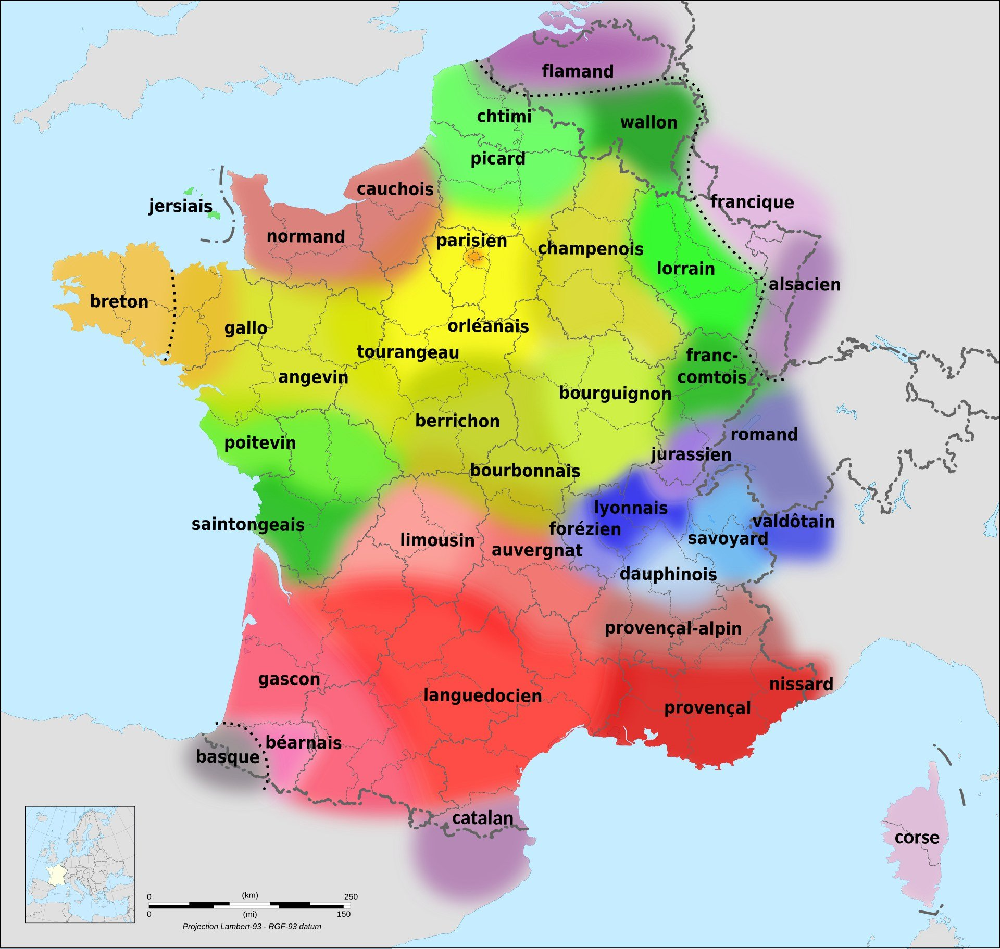 flamand
chtimi
wallon
picard
cauchois
francique
jersiais
normand
parisien
champenois
lorrain
alsacien
breton
gallo
orléanais
tourangeau
franc-
comtois
angevin
bourguignon
berrichon
romand
poitevin
jurassien
bourbonnais
lyonnais
valdôtain
saintongeais
forézien
savoyard
limousin
auvergnat
dauphinois
provençal-alpin
gascon
nissard
languedocien
provençal
béarnais
basque
catalan
corse
0 (km) 250
0 (mi) 150
Projection Lambert-93 - RGF-93 datum